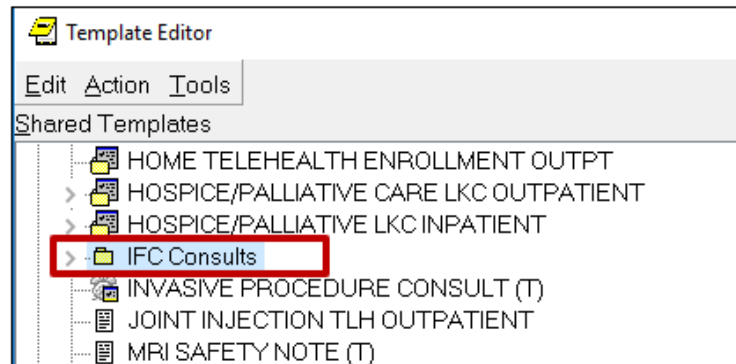 Template Editor
Edit Action Tools
Shared Templates
HOME TELEHEALTH ENROLLMENT OUTPT
HOSPICE/PALLIATIVE CARE LKC OUTPATIENT
HOSPICE/PALLIATIVE LKC INPATIENT
IFC Consults
INVASIVE PROCEDURE CONSULT (T)
JOINT INJECTION TLH OUTPATIENT
MRI SAFETY NOTE (T)